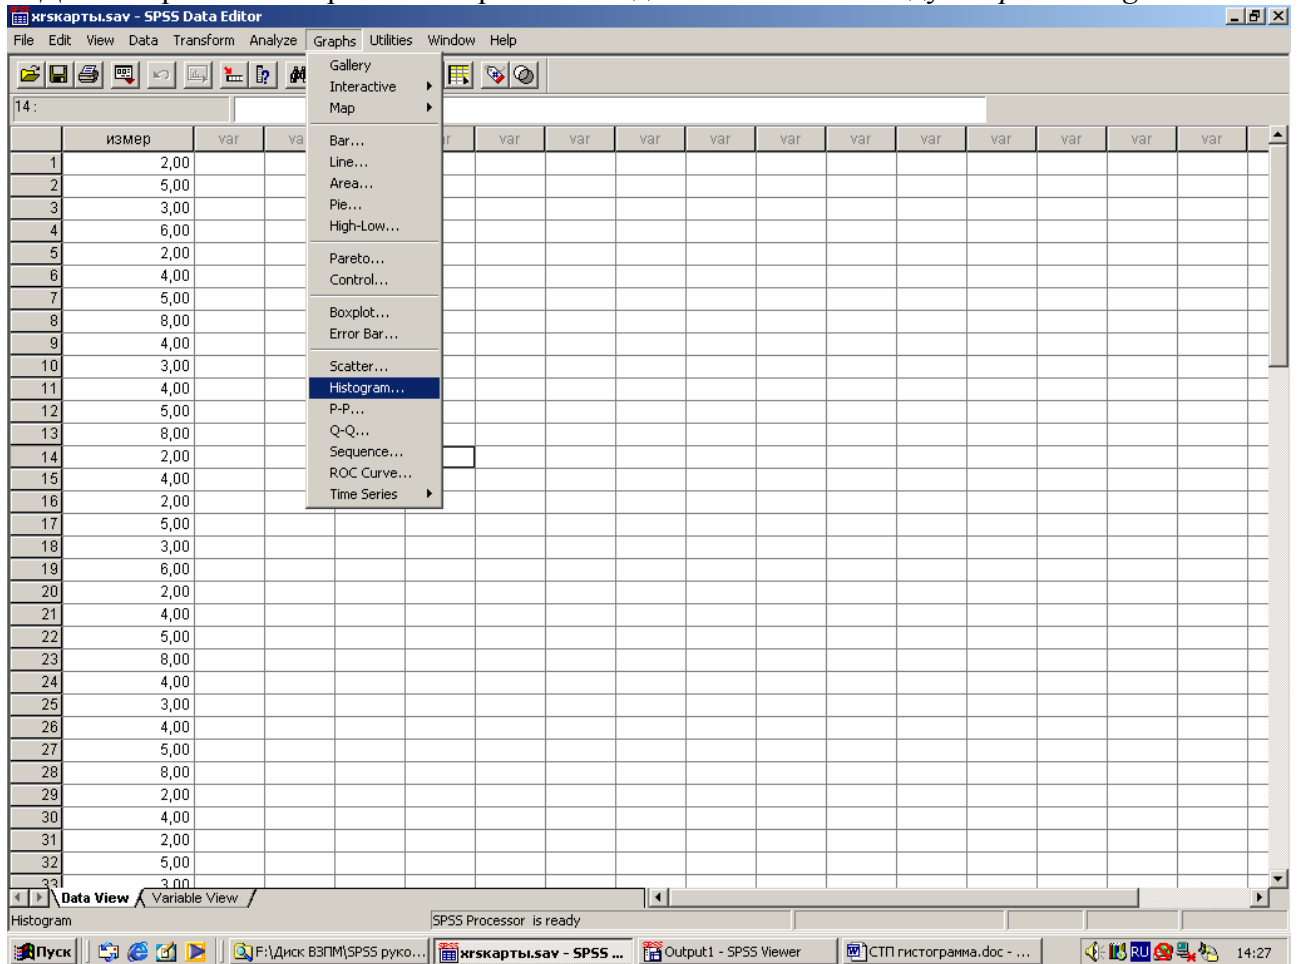 xrsкарты.sav - SPSS Data Editor
File Edit View Data Transform Analyze Graphs Utilities Window Help
Gallery
Interactive
Map
Bar...
Line...
Area...
Pie...
High-Low...
Pareto...
Control...
Boxplot...
Error Bar...
Scatter...
Histogram...
P-P...
Q-Q...
Sequence...
ROC Curve...
Time Series
14 :
измер var va var var var var var var var var var var
1 2,00
2 5,00
3 3,00
4 6,00
5 2,00
6 4,00
7 5,00
8 8,00
9 4,00
10 3,00
11 4,00
12 5,00
13 8,00
14 2,00
15 4,00
16 2,00
17 5,00
18 3,00
19 6,00
20 2,00
21 4,00
22 5,00
23 8,00
24 4,00
25 3,00
26 4,00
27 5,00
28 8,00
29 2,00
30 4,00
31 2,00
32 5,00
33 3,00
Data View Variable View
Histogram SPSS Processor is ready
Пуск F:\Диск ВЗПМ\SPSS руко... xrsкарты.sav - SPSS ... Output1 - SPSS Viewer СТП гистограмма.doc - ... RU 14:27